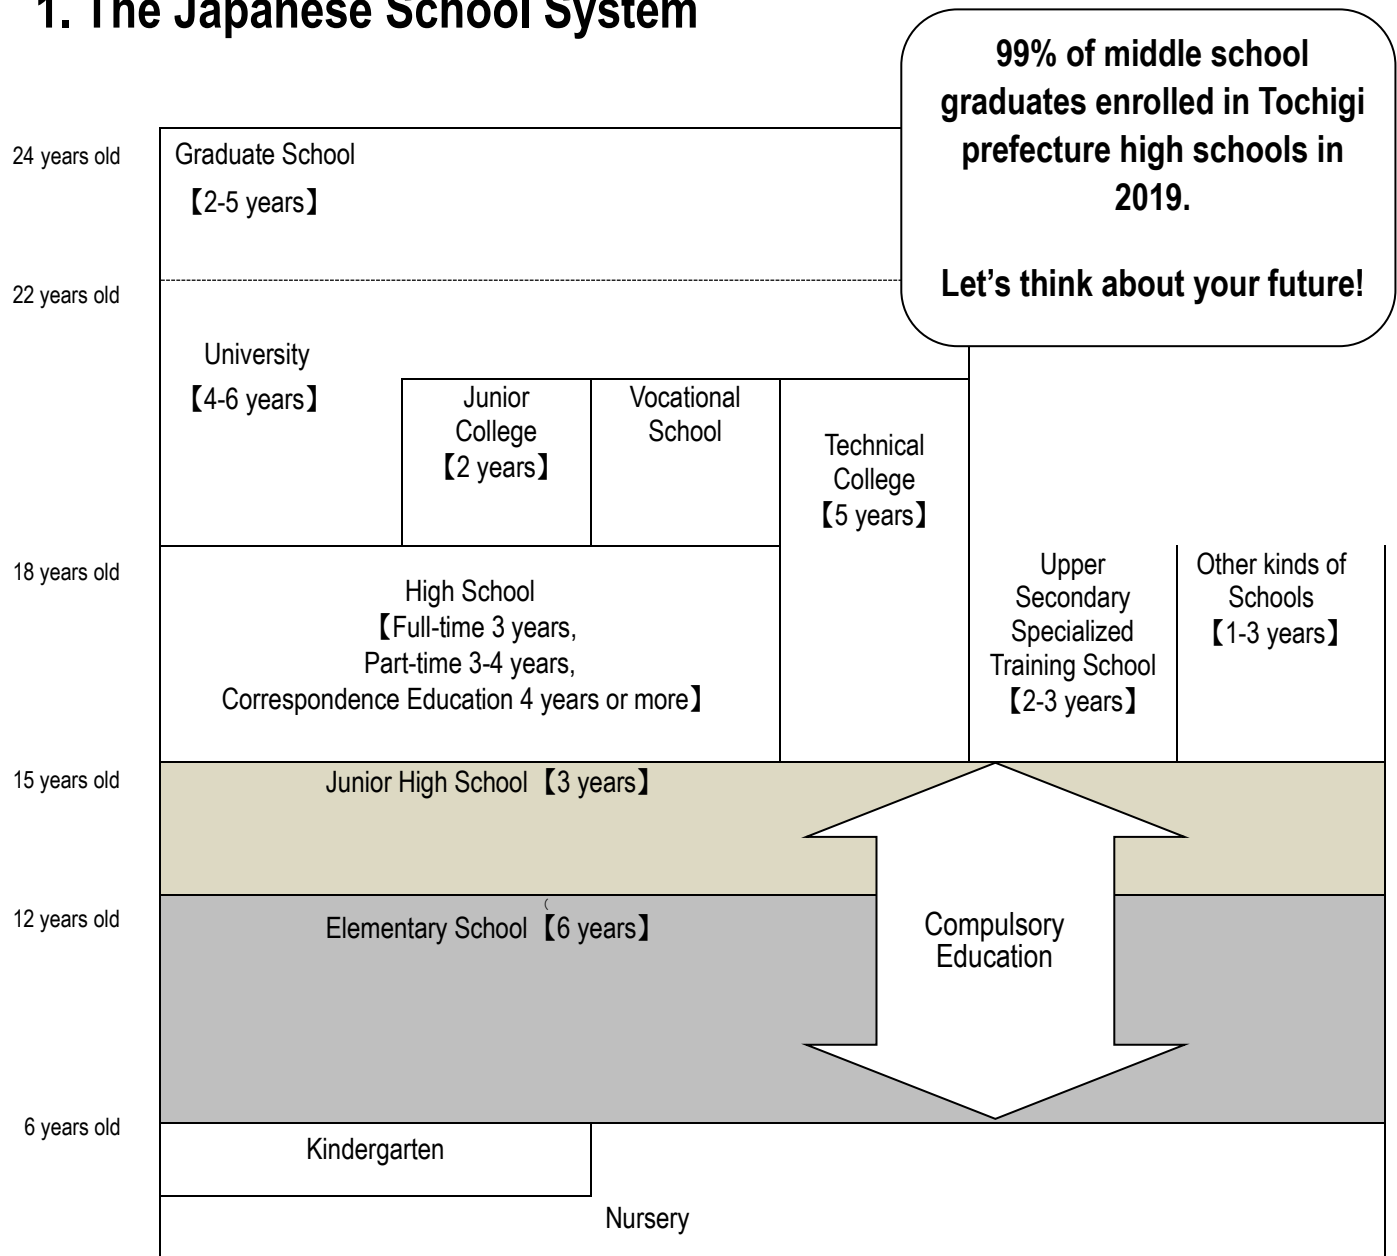 1. The Japanese School System
99% of middle school
graduates enrolled in Tochigi
prefecture high schools in
2019.
Let's think about your future!
24 years old
Graduate School
【2-5 years】
22 years old
University
【4-6 years】
Junior
College
【2 years】
Vocational
School
Technical
College
【5 years】
18 years old
High School
【Full-time 3 years,
Part-time 3-4 years,
Correspondence Education 4 years or more】
Upper
Secondary
Specialized
Training School
【2-3 years】
Other kinds of
Schools
【1-3 years】
15 years old
Junior High School【3 years】
12 years old
(
Elementary School【6 years】
Compulsory
Education
6 years old
Kindergarten
Nursery